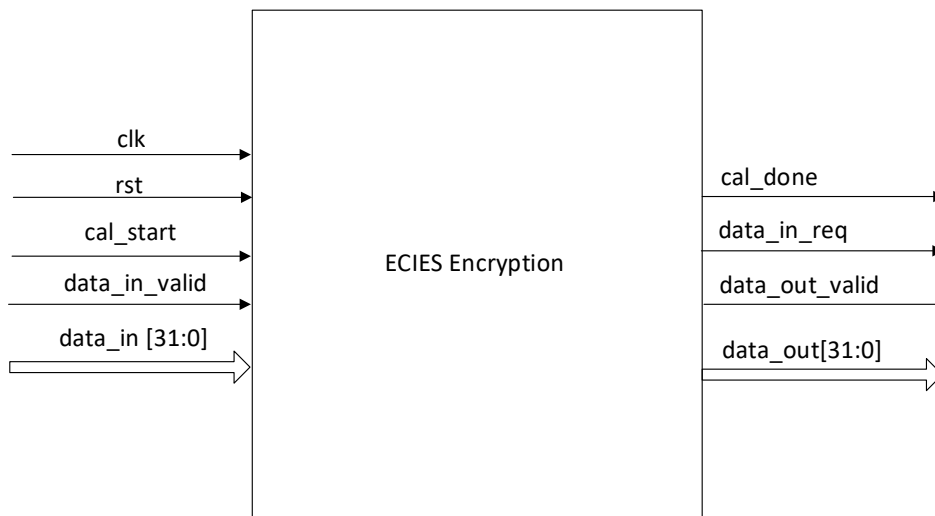 clk
rst
cal_start
data_in_valid
data_in [31:0]
ECIES Encryption
cal_done
data_in_req
data_out_valid
data_out[31:0]